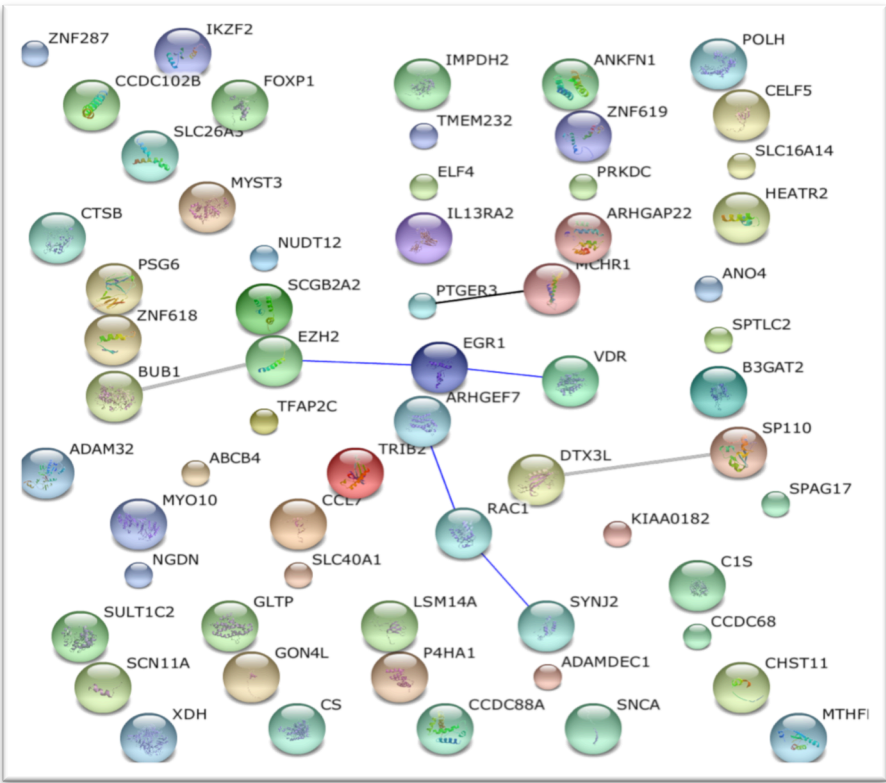 ZNF287
IKZF2
CCDC102B
FOXP1
SLC26A3
MYST3
CTSB
NUDT12
PSG6
SCGB2A2
ZNF618
EZH2
BUB1
TFAP2C
ADAM32
ABCB4
TRIB2
MYO10
CCL7
NGDN
SLC40A1
SULT1C2
GLTP
SCN11A
GON4L
XDH
CS
IMPDH2
ANKFN1
TMEM232
ZNF619
ELF4
PRKDC
IL13RA2
ARHGAP22
PTGER3
MCHR1
EGR1
VDR
ARHGEF7
DTX3L
RAC1
KIAA0182
LSM14A
SYNJ2
P4HA1
ADAMDEC1
CCDC88A
SNCA
POLH
CELF5
SLC16A14
HEATR2
ANO4
SPTLC2
B3GAT2
SP110
SPAG17
C1S
CCDC68
CHST11
MTHF